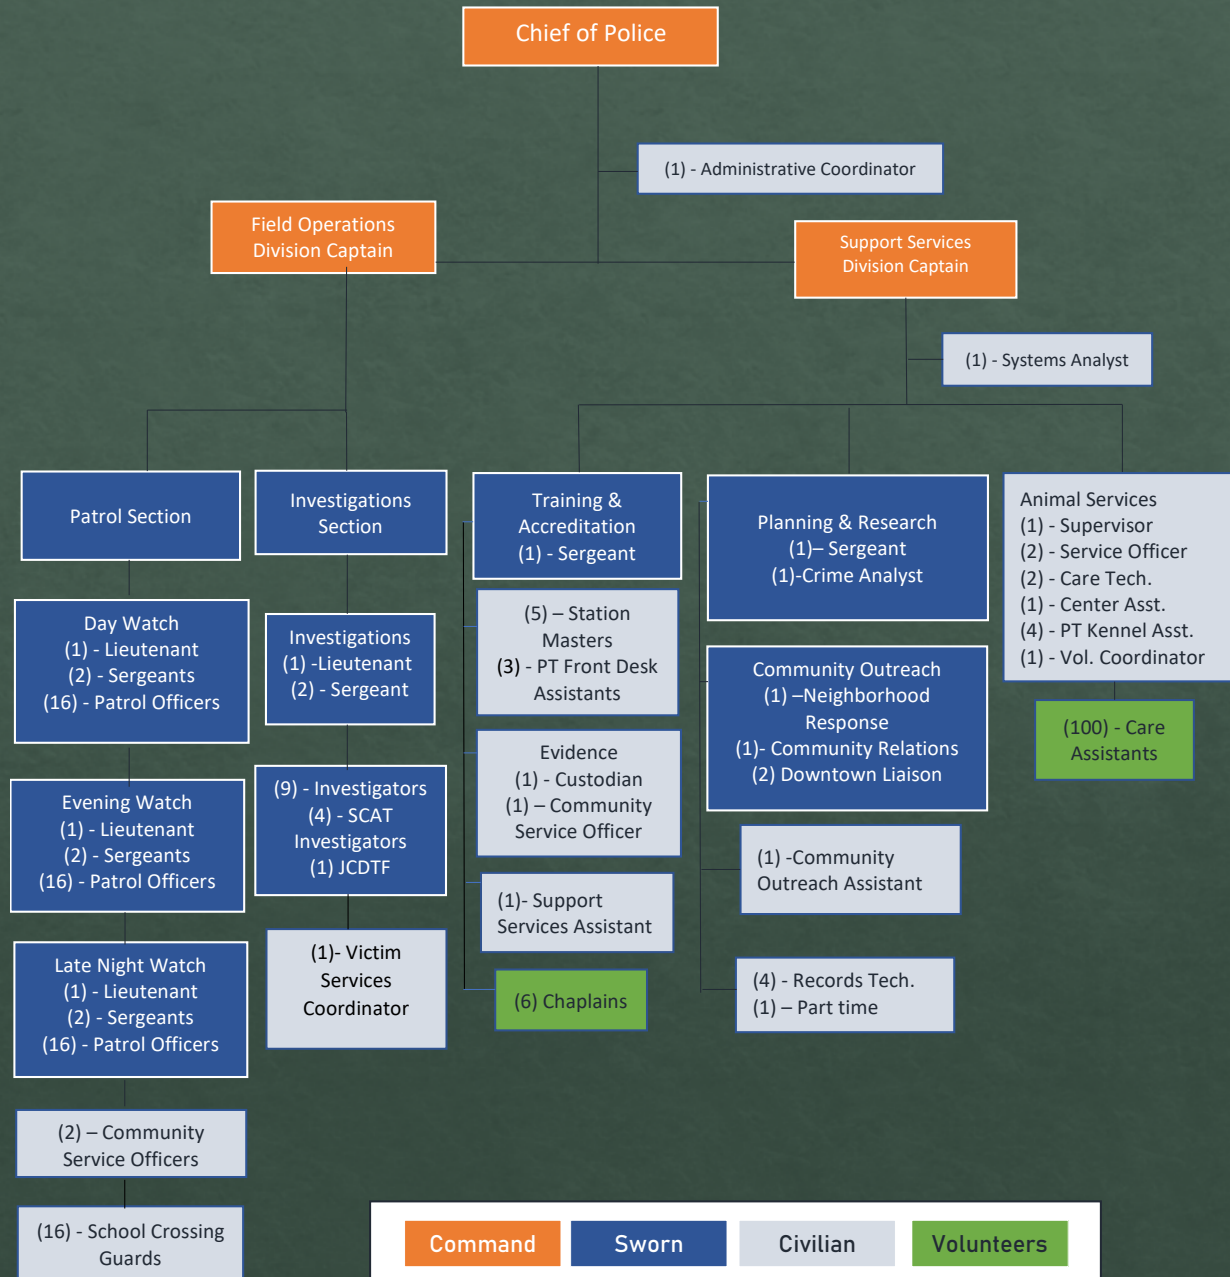 Chief of Police
(1) - Administrative Coordinator
Field Operations
Division Captain
Support Services
Division Captain
(1) - Systems Analyst
Patrol Section
Investigations
Section
Training &
Accreditation
(1) - Sergeant
Planning & Research
(1)– Sergeant
(1)-Crime Analyst
Animal Services
(1) - Supervisor
(2) - Service Officer
(2) - Care Tech.
(1) - Center Asst.
(4) - PT Kennel Asst.
(1) - Vol. Coordinator
Day Watch
(1) - Lieutenant
(2) - Sergeants
(16) - Patrol Officers
Investigations
(1) -Lieutenant
(2) - Sergeant
(5) – Station
Masters
(3) - PT Front Desk
Assistants
Community Outreach
(1) –Neighborhood
Response
(1)- Community Relations
(2) Downtown Liaison
(100) - Care
Assistants
Evening Watch
(1) - Lieutenant
(2) - Sergeants
(16) - Patrol Officers
(9) - Investigators
(4) - SCAT
Investigators
(1) JCDTF
Evidence
(1) - Custodian
(1) – Community
Service Officer
(1) -Community
Outreach Assistant
(1)- Support
Services Assistant
Late Night Watch
(1) - Lieutenant
(2) - Sergeants
(16) - Patrol Officers
(1)- Victim
Services
Coordinator
(6) Chaplains
(4) - Records Tech.
(1) – Part time
(2) – Community
Service Officers
(16) - School Crossing
Guards
Command
Sworn
Civilian
Volunteers